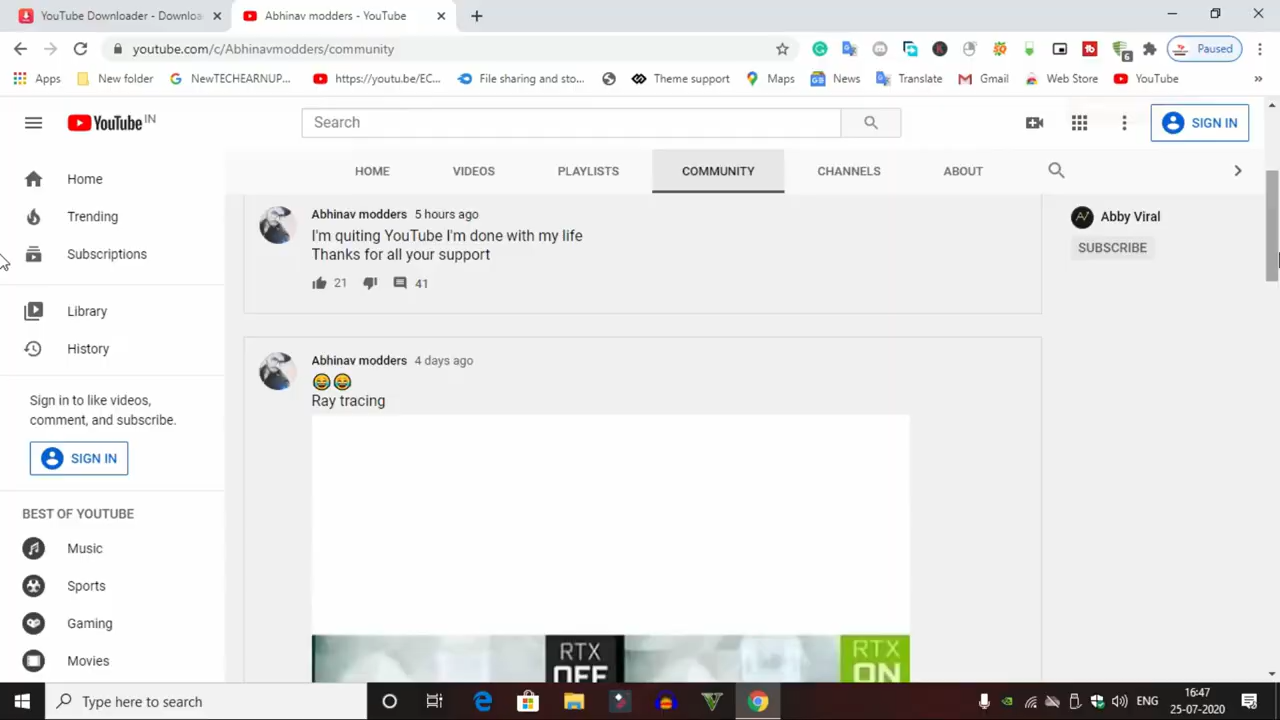 YouTube Downloader - Downloa
Abhinav modders - YouTube
youtube.com/c/Abhinavmodders/community
Paused
Apps
New folder
NewTECHEARNUP...
https://youtu.be/EC...
File sharing and sto...
Theme support
Maps
News
Translate
Gmail
Web Store
YouTube
»
YouTube IN
Search
SIGN IN
HOME
VIDEOS
PLAYLISTS
COMMUNITY
CHANNELS
ABOUT
Home
Trending
Subscriptions
Library
History
Sign in to like videos,
comment, and subscribe.
SIGN IN
BEST OF YOUTUBE
Music
Sports
Gaming
Movies
Abhinav modders 5 hours ago
I'm quiting YouTube I'm done with my life
Thanks for all your support
21
41
Abhinav modders 4 days ago
😂😂
Ray tracing
RTX
OFF
RTX
ON
Abby Viral
SUBSCRIBE
Type here to search
ENG
16:47
25-07-2020